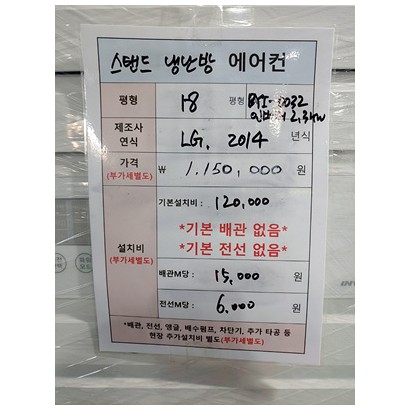 스탠드 냉난방 에어컨
평형 18 평형
인버터 2.3kw
제조사
연식
LG, 2014 년식
가격
(부가세별도)
₩ 1,150,000 원
설치비
(부가세별도)
기본설치비 : 120,000
*기본 배관 없음*
*기본 전선 없음*
배관M당 : 15,000 원
전선M당 : 6,000 원
*배관, 전선, 앵글, 배수펌프, 차단기, 추가 타공 등
현장 추가설치비 별도(부가세별도)